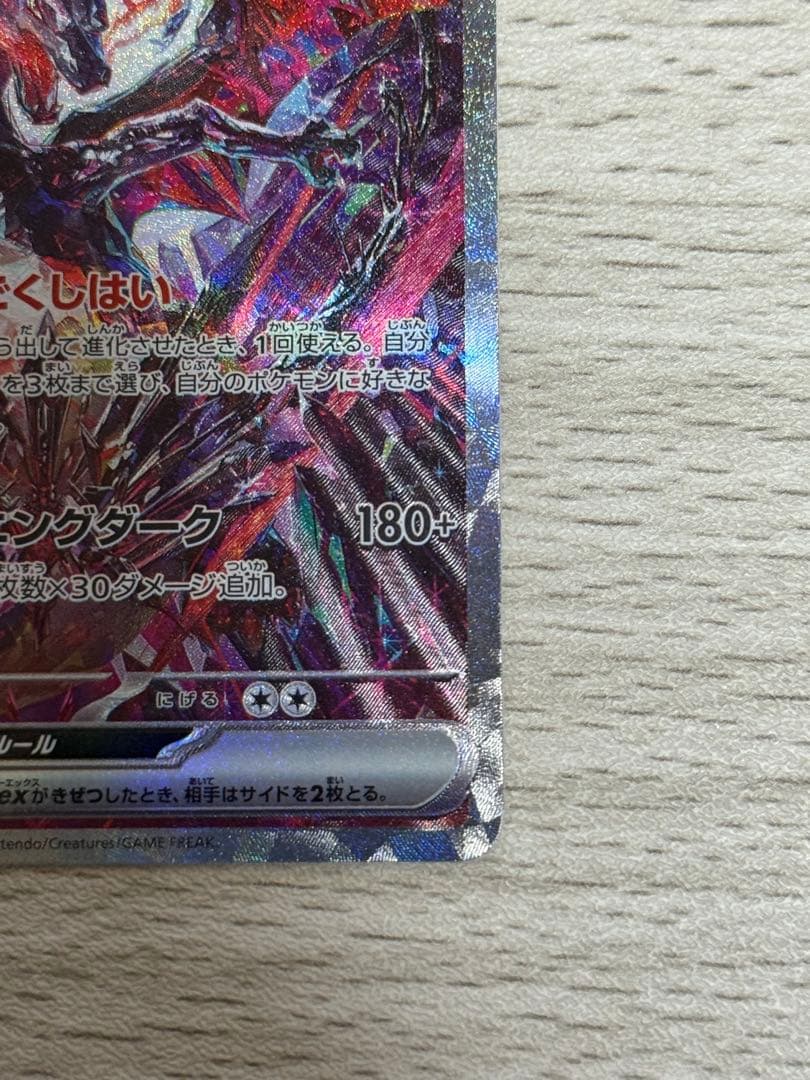 くしはい
ら出して進化させたとき、1回使える。自分
を3枚まで選び、自分のポケモンに好きな
ニングダーク 180+
枚数×30ダメージ追加。
にげる
ルール
exがきぜつしたとき、相手はサイドを2枚とる。
ntendo/Creatures/GAME FREAK.